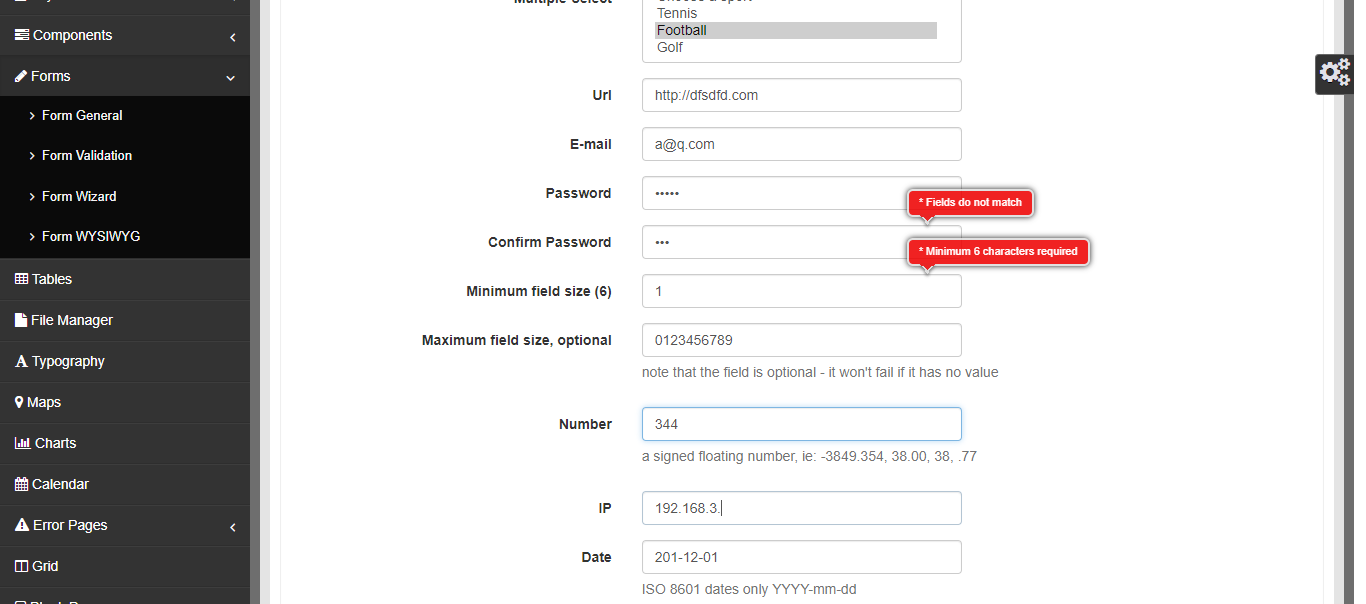 Components
Forms
Form General
Form Validation
Form Wizard
Form WYSIWYG
Tables
File Manager
Typography
Maps
Charts
Calendar
Error Pages
Grid
Tennis
Football
Golf
Url
http://dfsdfd.com
E-mail
a@q.com
Password
•••••
* Fields do not match
Confirm Password
•••
* Minimum 6 characters required
Minimum field size (6)
1
Maximum field size, optional
0123456789
note that the field is optional - it won't fail if it has no value
Number
344
a signed floating number, ie: -3849.354, 38.00, 38, .77
IP
192.168.3.
Date
201-12-01
ISO 8601 dates only YYYY-mm-dd